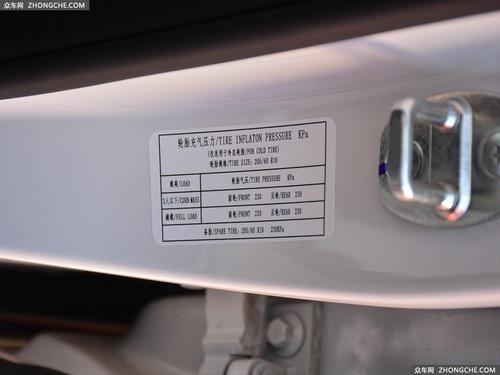 众车网 ZHONGCHE.COM
轮胎充气压力/TIRE INFLATON PRESSURE KPa
(仅适用于冷态轮胎/FOR COLD TIRE)
轮胎规格/TIRE SIZE: 205/60 R16
载荷/LOAD 轮胎气压/TIRE PRESSURE KPa
3人以下/CURN MASS 前轮/FRONT 230 后轮/REAR 230
满载/FULL LOAD 前轮/FRONT 230 后轮/REAR 230
备胎/SPARE TIRE: 205/60 R16 230KPa
众车网 ZHONGCHE.COM